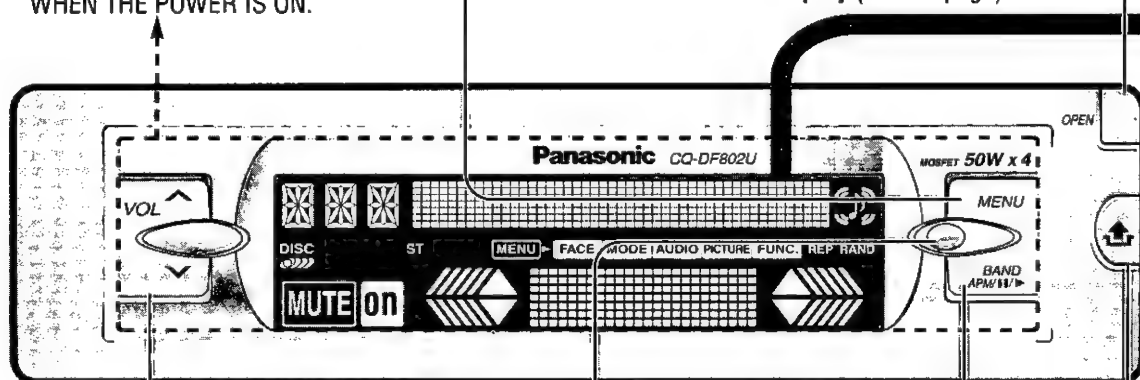 WHEN THE POWER IS ON.
OPEN
Panasonic CQ-DF802U
MOSFET 50W x 4
VOL
MENU
DISC
ST
MENU FACE MODE AUDIO PICTURE FUNC. REP RAND
BAND
APM/
MUTE on